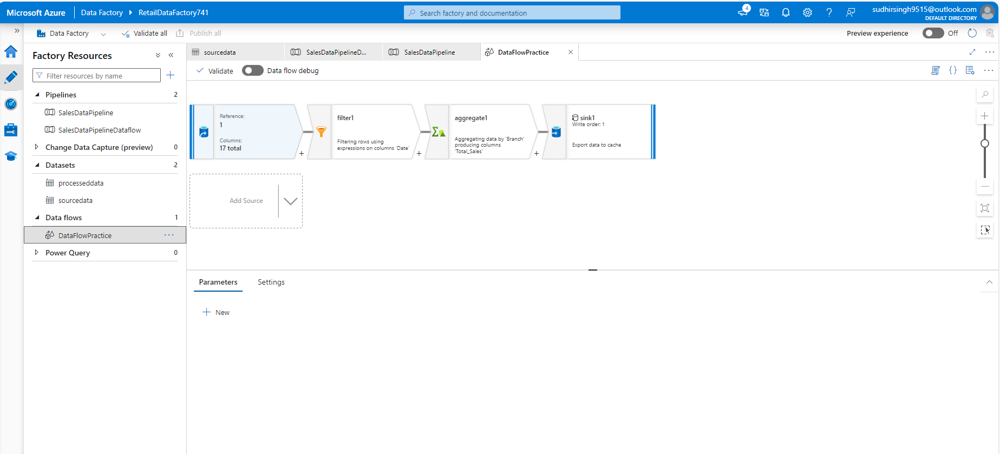 Microsoft Azure
Data Factory
RetailDataFactory741
Search factory and documentation
4
sudhirsingh9515@outlook.com
DEFAULT DIRECTORY
Data Factory
Validate all
Publish all
Preview experience
Off
Factory Resources
Filter resources by name
Pipelines
2
SalesDataPipeline
SalesDataPipelineDataflow
Change Data Capture (preview)
0
Datasets
2
processeddata
sourcedata
Data flows
1
DataFlowPractice
Power Query
0
sourcedata
SalesDataPipelineD...
SalesDataPipeline
DataFlowPractice
Validate
Data flow debug
Reference:
1
Columns:
17 total
+
filter1
Filtering rows using
expressions on columns 'Date'
+
aggregate1
Aggregating data by 'Branch'
producing columns
'Total_Sales'
+
sink1
Write order: 1
Export data to cache
Add Source
Parameters
Settings
New